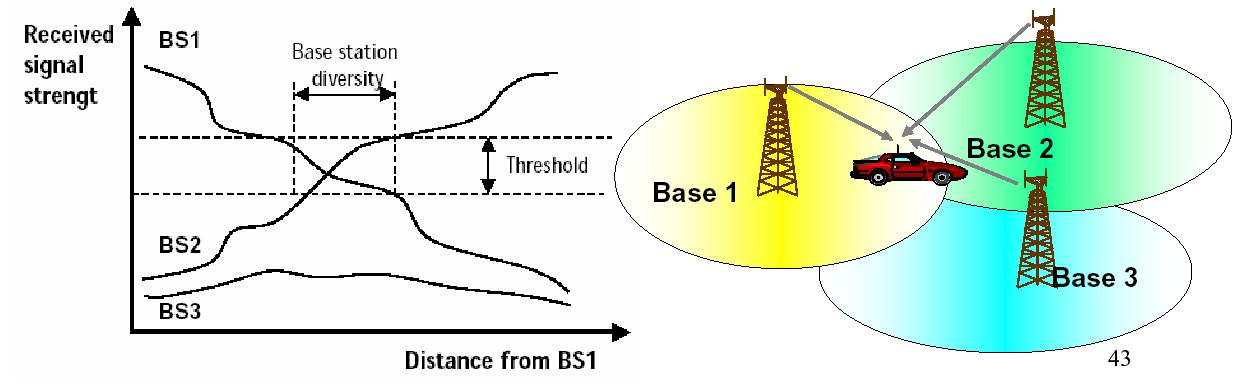 Received
signal
strengt
BS1
Base station
diversity
Threshold
BS2
BS3
Distance from BS1
Base 1
Base 2
Base 3
43